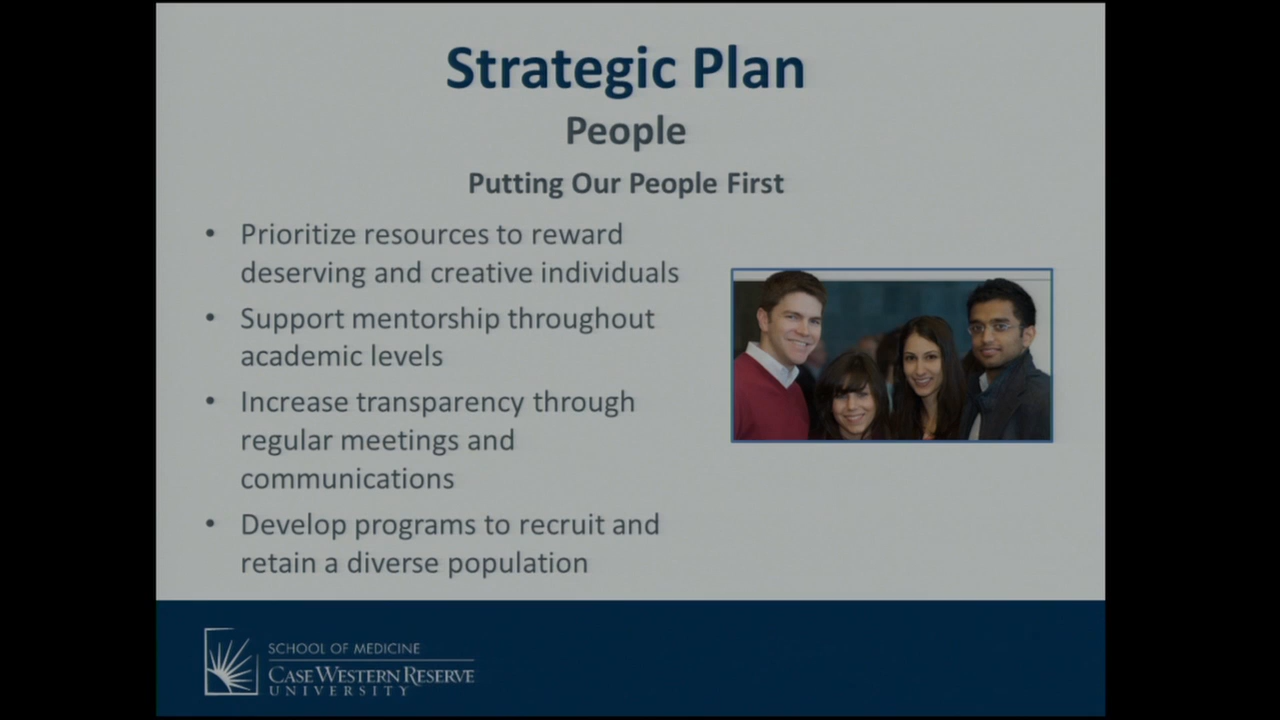 Strategic Plan
People
Putting Our People First
• Prioritize resources to reward
deserving and creative individuals
• Support mentorship throughout
academic levels
• Increase transparency through
regular meetings and
communications
• Develop programs to recruit and
retain a diverse population
SCHOOL OF MEDICINE
CASE WESTERN RESERVE
UNIVERSITY